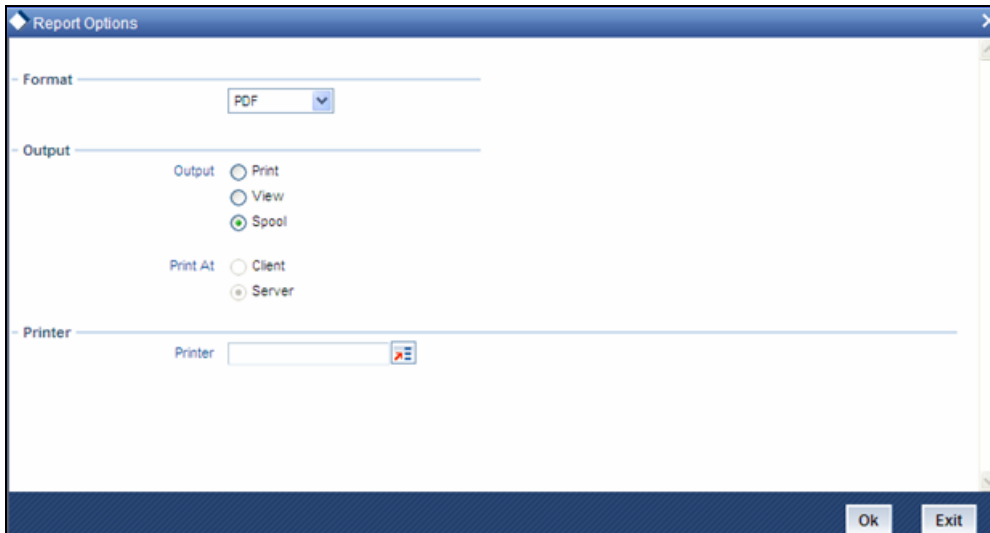 Report Options
Format
PDF
Output
Output Print
View
Spool
Print At Client
Server
Printer
Printer
Ok Exit